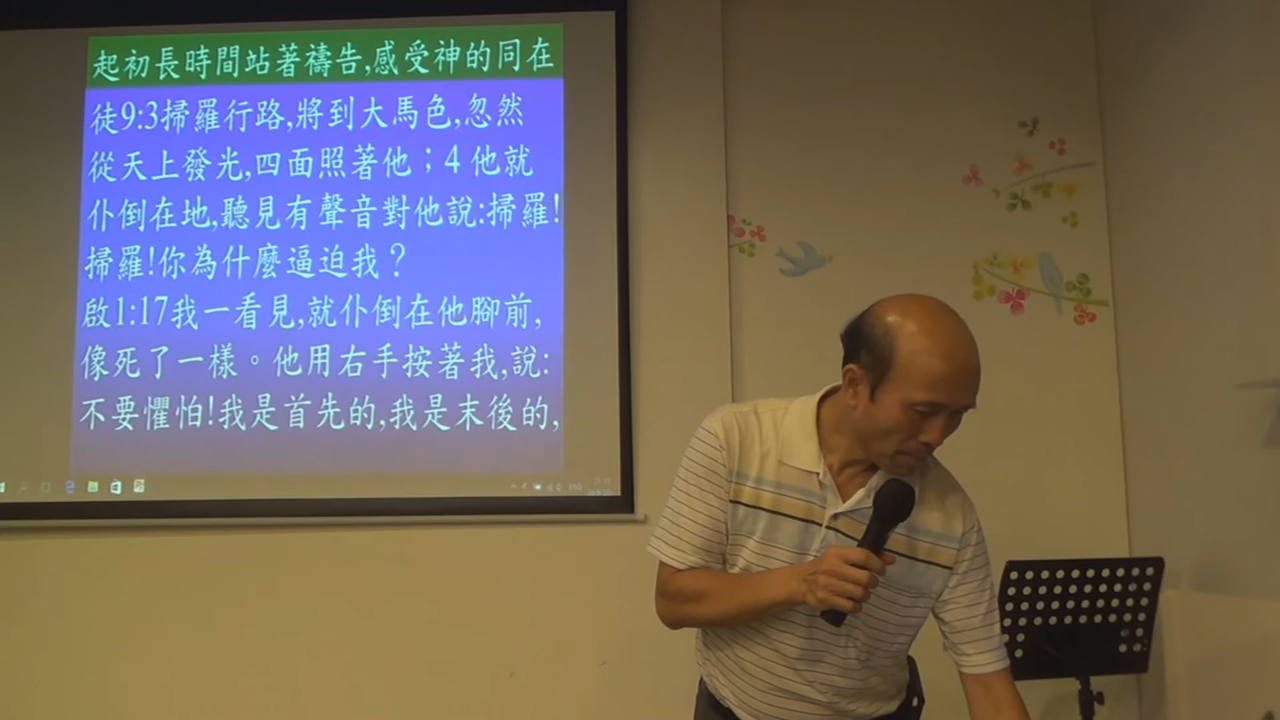 起初長時間站著禱告,感受神的同在
徒9:3掃羅行路,將到大馬色,忽然
從天上發光,四面照著他；4 他就
仆倒在地,聽見有聲音對他說:掃羅!
掃羅!你為什麼逼迫我？
啟1:17我一看見,就仆倒在他腳前,
像死了一樣。他用右手按著我,說:
不要懼怕!我是首先的,我是末後的,